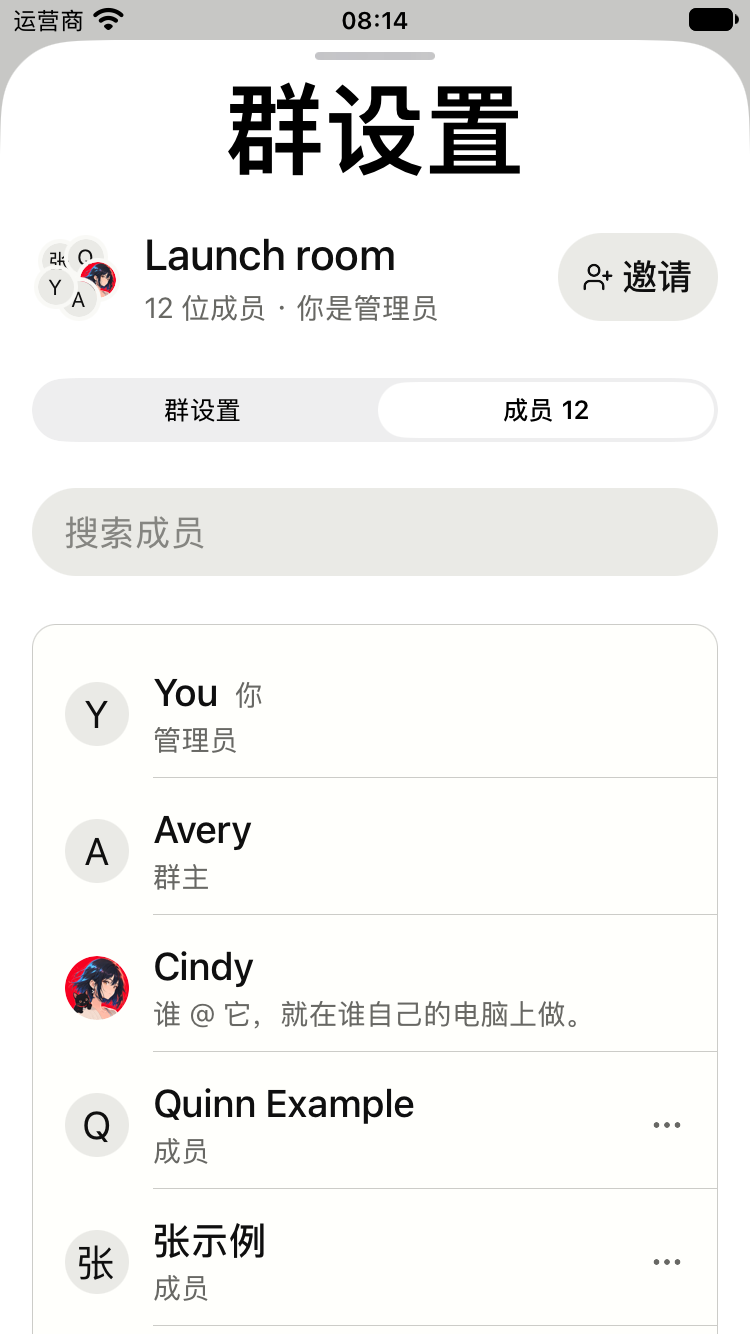 运营商
08:14
群设置
张
Q
Y
A
Launch room
12 位成员 · 你是管理员
邀请
群设置
成员 12
搜索成员
Y
You 你
管理员
A
Avery
群主
Cindy
谁 @ 它，就在谁自己的电脑上做。
Q
Quinn Example
成员
张
张示例
成员